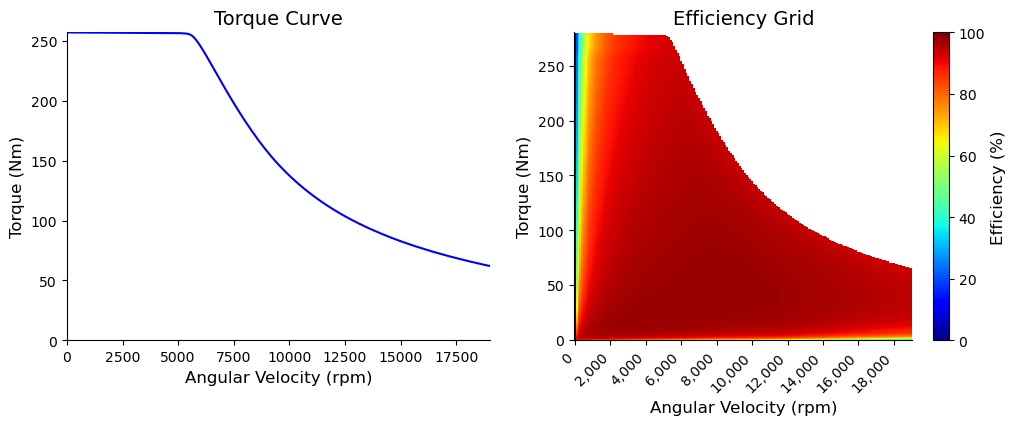 Torque Curve
250
200
150
100
50
0
Torque (Nm)
0 2500 5000 7500 10000 12500 15000 17500
Angular Velocity (rpm)
Efficiency Grid
250
200
150
100
50
0
Torque (Nm)
0 2,000 4,000 6,000 8,000 10,000 12,000 14,000 16,000 18,000
Angular Velocity (rpm)
100
80
60
40
20
0
Efficiency (%)